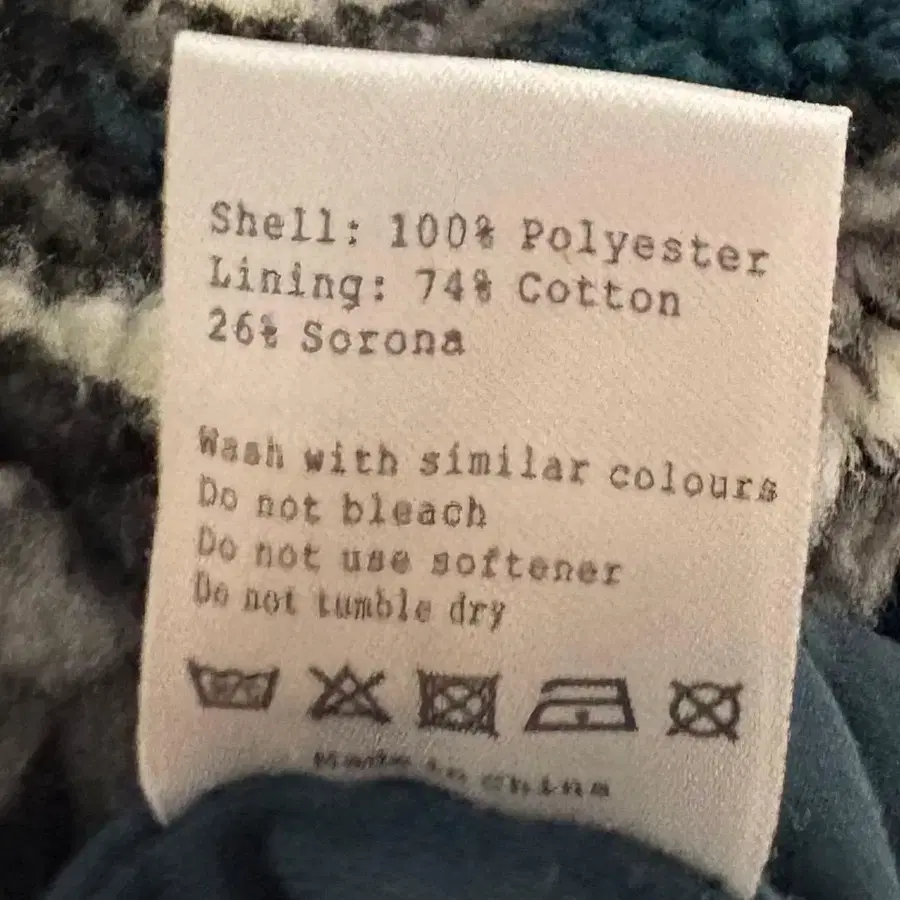 Shell: 100% Polyester
Lining: 74% Cotton
26% Sorona
Wash with similar colours
Do not bleach
Do not use softener
Do not tumble dry
Made in China